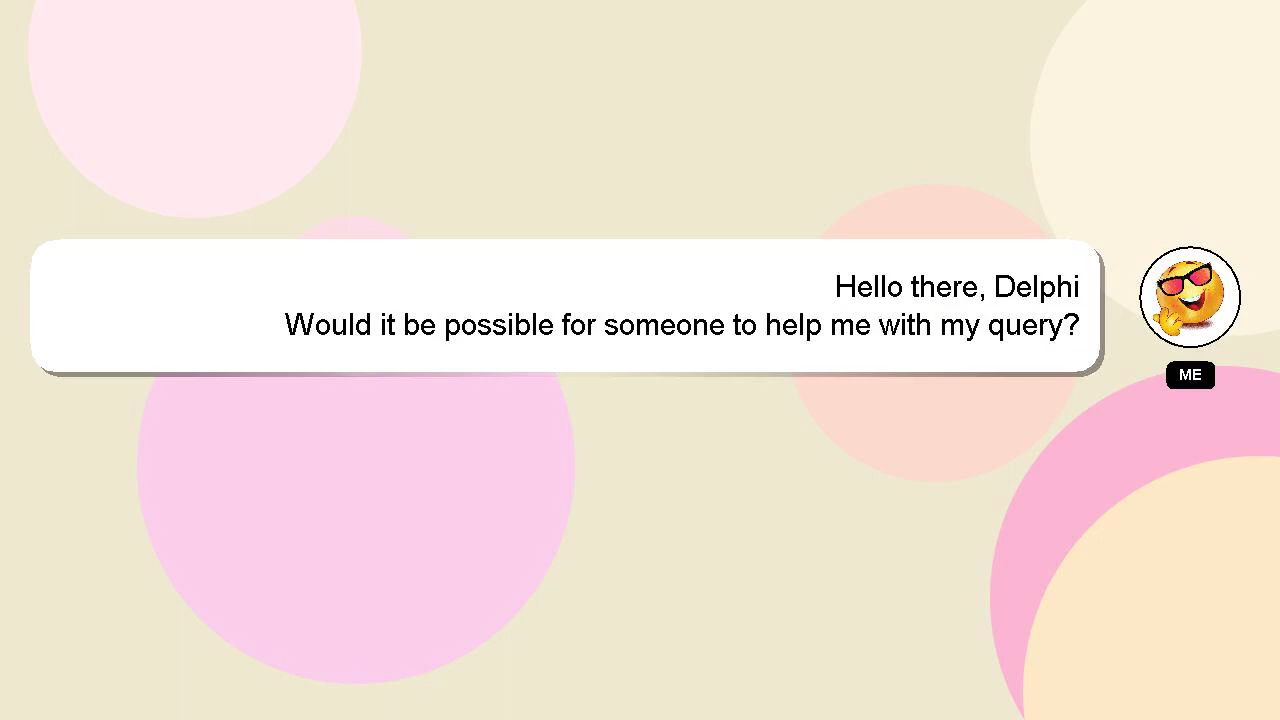 Hello there, Delphi
Would it be possible for someone to help me with my query?
ME